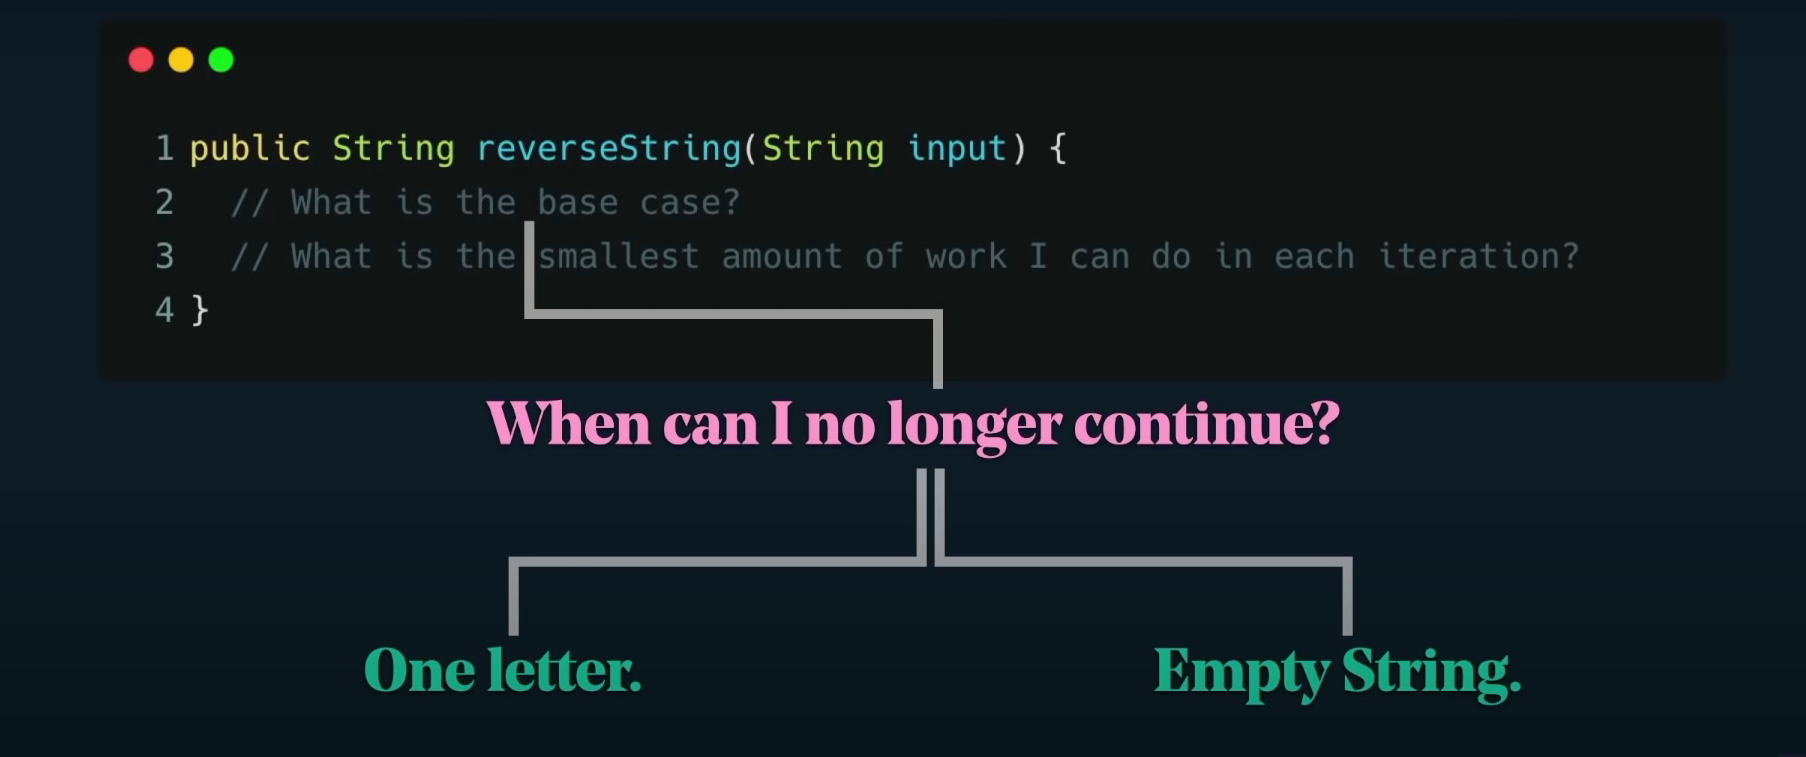 1 public String reverseString(String input) {
2   // What is the base case?
3   // What is the smallest amount of work I can do in each iteration?
4 }
When can I no longer continue?
One letter.
Empty String.